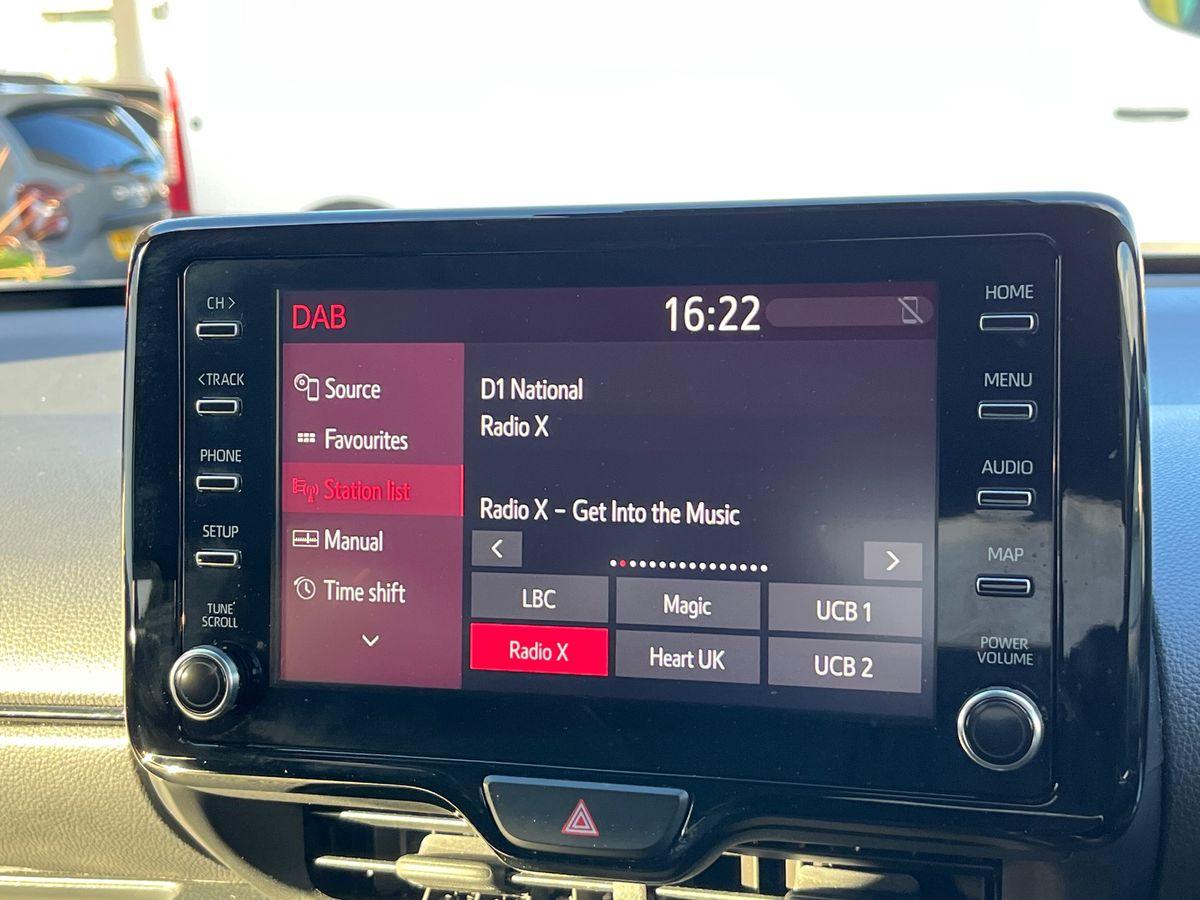 CH >
<TRACK
PHONE
SETUP
TUNE
SCROLL
DAB
16:22
Source
Favourites
Station list
Manual
Time shift
D1 National
Radio X
Radio X – Get Into the Music
<
>
LBC
Magic
UCB 1
Radio X
Heart UK
UCB 2
HOME
MENU
AUDIO
MAP
POWER
VOLUME